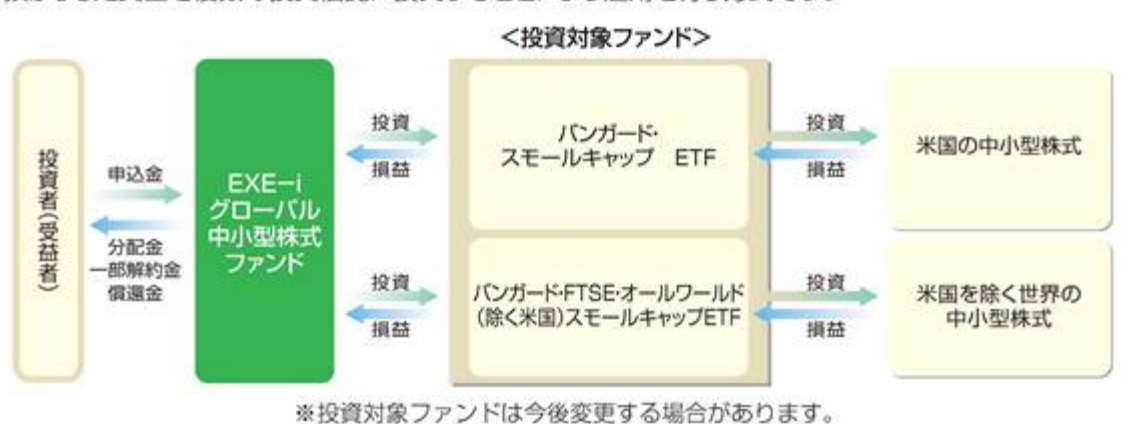 <投資対象ファンド>
投資者(受益者)
申込金
分配金
一部解約金
償還金
EXE-i
グローバル
中小型株式
ファンド
投資
損益
バンガード・
スモールキャップ ETF
投資
損益
米国の中小型株式
投資
損益
バンガード・FTSE・オールワールド
(除く米国)スモールキャップETF
投資
損益
米国を除く世界の
中小型株式
※投資対象ファンドは今後変更する場合があります。